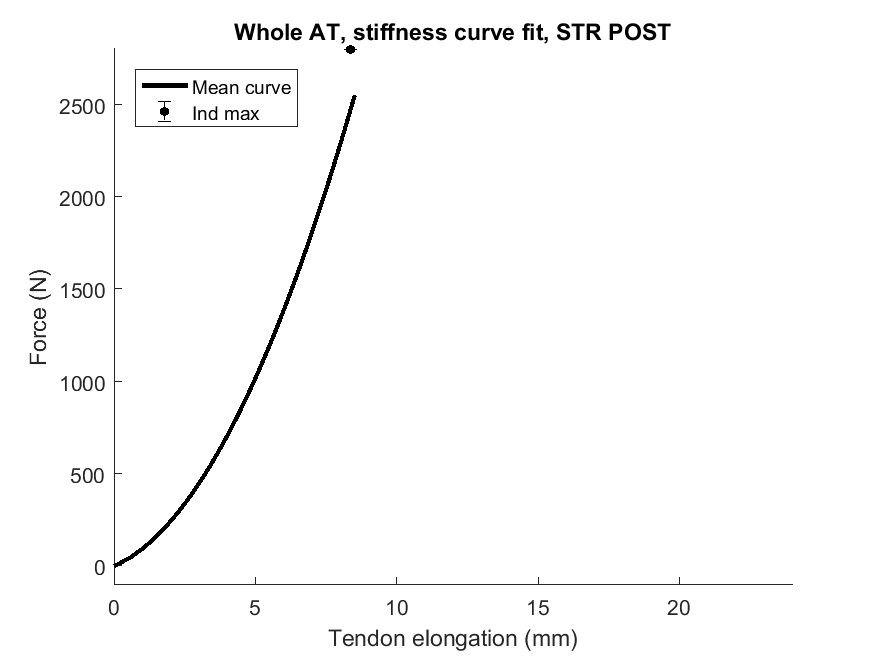 Whole AT, stiffness curve fit, STR POST
Mean curve
Ind max
2500
2000
1500
1000
500
0
Force (N)
0 5 10 15 20
Tendon elongation (mm)